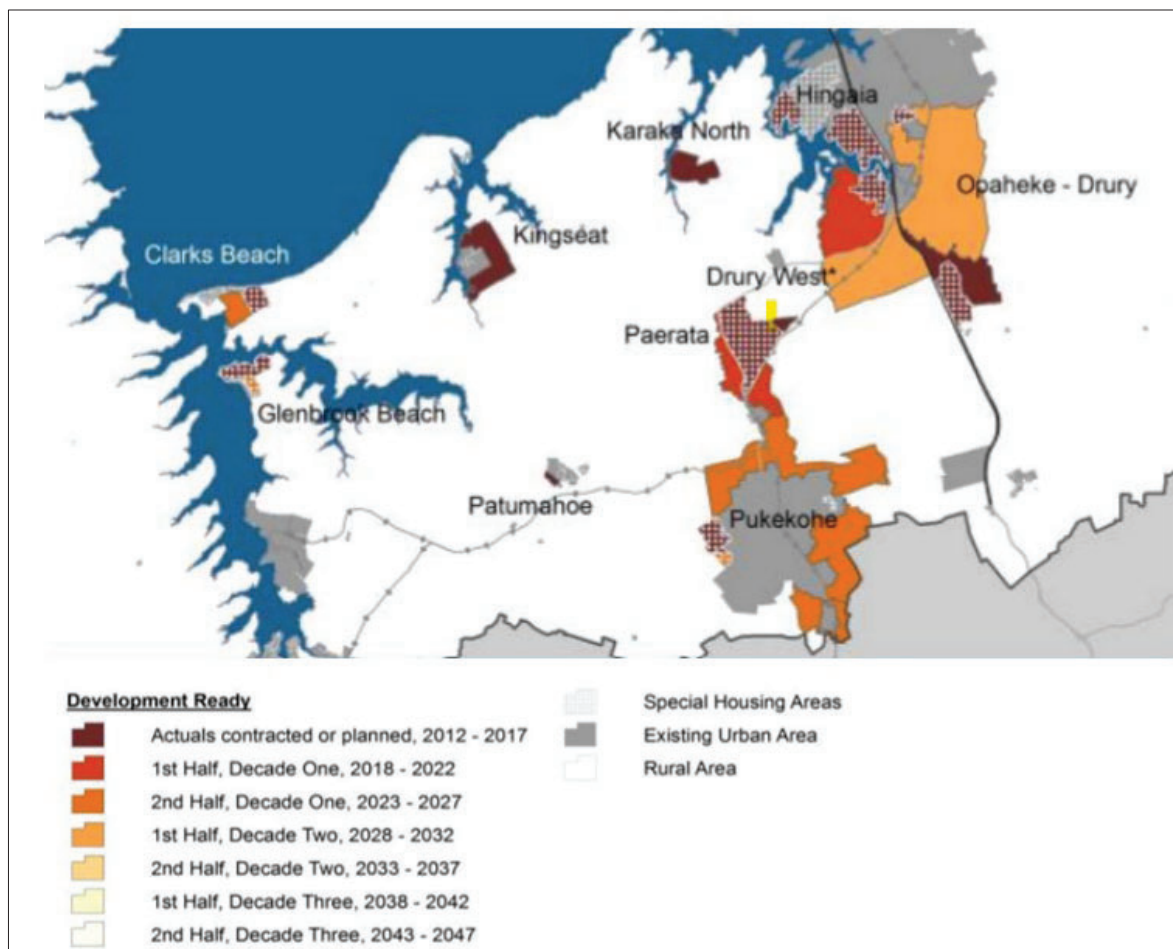 Hingaia
Karaka North
Opaheke - Drury
Kingséat
Clarks Beach
Drury West*
Paerata
Glenbrook Beach
Patumahoe
Pukekohe
Development Ready
Actuals contracted or planned, 2012 - 2017
1st Half, Decade One, 2018 - 2022
2nd Half, Decade One, 2023 - 2027
1st Half, Decade Two, 2028 - 2032
2nd Half, Decade Two, 2033 - 2037
1st Half, Decade Three, 2038 - 2042
2nd Half, Decade Three, 2043 - 2047
Special Housing Areas
Existing Urban Area
Rural Area